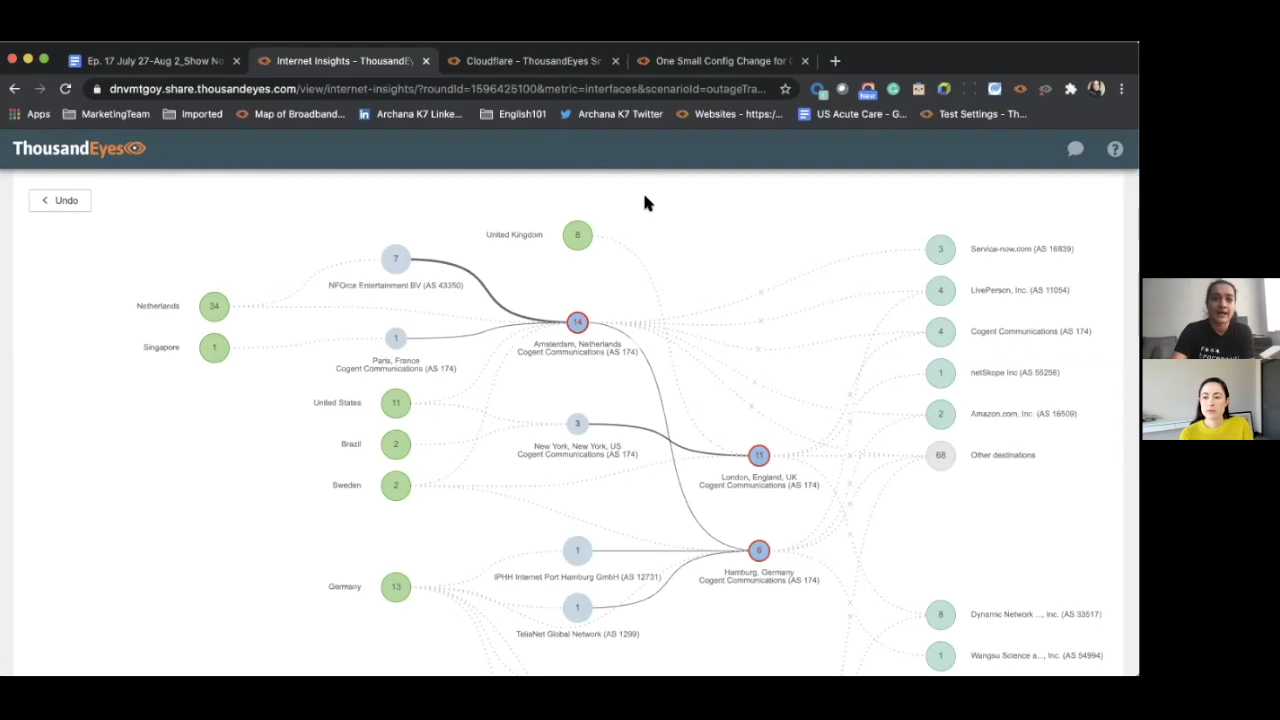 Ep. 17 July 27-Aug 2_Show No
Internet Insights - ThousandEy
Cloudflare - ThousandEyes Sn
One Small Config Change for C
dnvmtgoy.share.thousandeyes.com/view/internet-insights/?roundId=1596425100&metric=interfaces&scenarioId=outageTra...
New
Apps
MarketingTeam
Imported
Map of Broadband...
Archana K7 Linke...
English101
Archana K7 Twitter
Websites - https:/...
US Acute Care - G...
Test Settings - Th...
ThousandEyes
Undo
United Kingdom
8
3
Service-now.com (AS 16839)
7
NFOrce Entertainment BV (AS 43350)
4
LivePerson, Inc. (AS 11054)
Netherlands
34
14
Amsterdam, Netherlands
Cogent Communications (AS 174)
4
Cogent Communications (AS 174)
Singapore
1
1
Paris, France
Cogent Communications (AS 174)
1
netSkope Inc (AS 55256)
United States
11
2
Amazon.com, Inc. (AS 16509)
3
New York, New York, US
Cogent Communications (AS 174)
Brazil
2
11
London, England, UK
Cogent Communications (AS 174)
68
Other destinations
Sweden
2
1
IPHH Internet Port Hamburg GmbH (AS 12731)
6
Hamburg, Germany
Cogent Communications (AS 174)
Germany
13
1
TeliaNet Global Network (AS 1299)
8
Dynamic Network ..., Inc. (AS 33517)
1
Wangsu Science a..., Inc. (AS 54994)